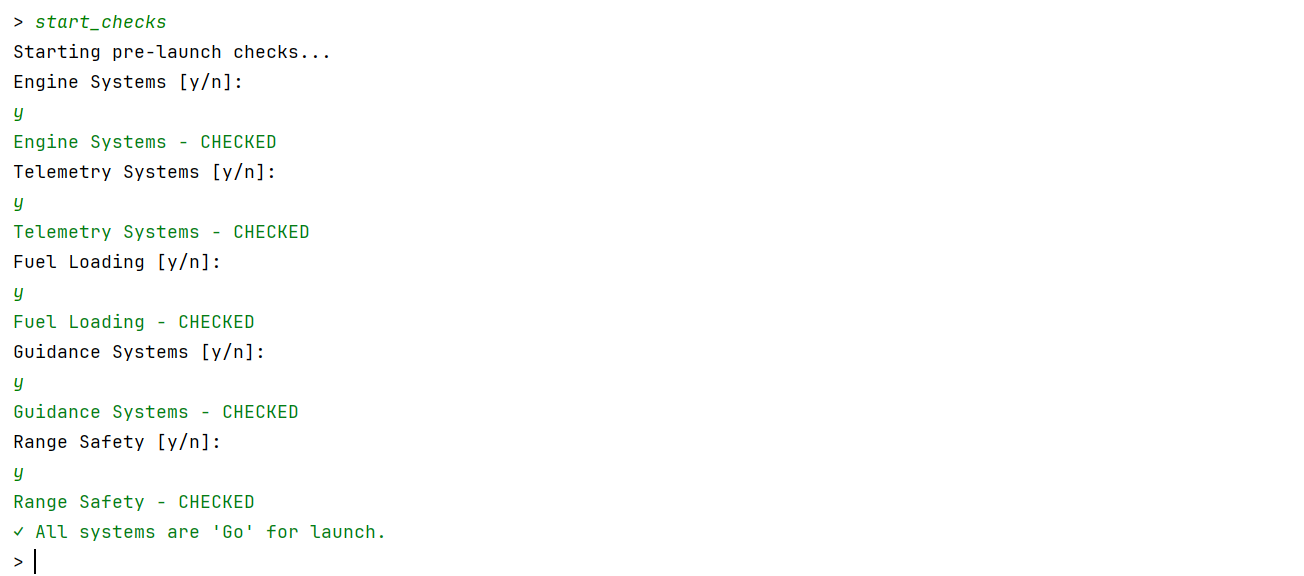 > start_checks
Starting pre-launch checks...
Engine Systems [y/n]:
y
Engine Systems - CHECKED
Telemetry Systems [y/n]:
y
Telemetry Systems - CHECKED
Fuel Loading [y/n]:
y
Fuel Loading - CHECKED
Guidance Systems [y/n]:
y
Guidance Systems - CHECKED
Range Safety [y/n]:
y
Range Safety - CHECKED
✓ All systems are 'Go' for launch.
>